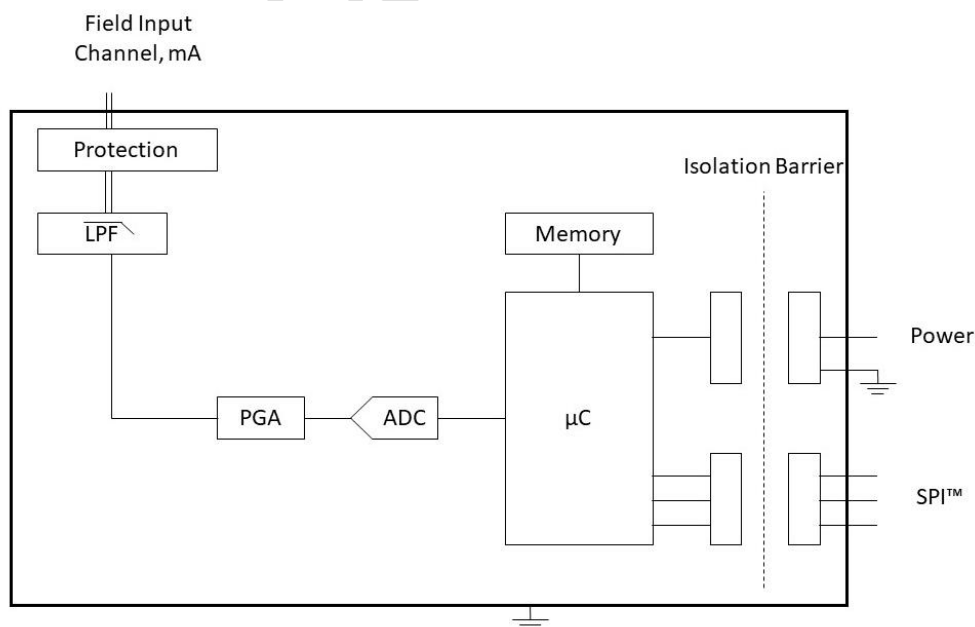 Field Input
Channel, mA
Protection
Isolation Barrier
LPF
Memory
Power
PGA
ADC
µC
SPI™